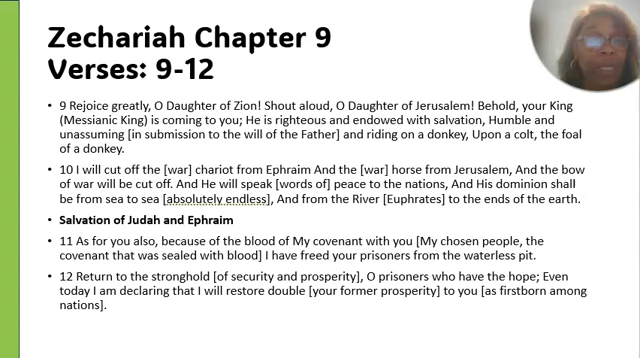 Zechariah Chapter 9
Verses: 9-12
• 9 Rejoice greatly, O Daughter of Zion! Shout aloud, O Daughter of Jerusalem! Behold, your King
(Messianic King) is coming to you; He is righteous and endowed with salvation, Humble and
unassuming [in submission to the will of the Father] and riding on a donkey, Upon a colt, the foal
of a donkey.
• 10 I will cut off the [war] chariot from Ephraim And the [war] horse from Jerusalem, And the bow
of war will be cut off. And He will speak [words of] peace to the nations, And His dominion shall
be from sea to sea [absolutely endless], And from the River [Euphrates] to the ends of the earth.
• Salvation of Judah and Ephraim
• 11 As for you also, because of the blood of My covenant with you [My chosen people, the
covenant that was sealed with blood] I have freed your prisoners from the waterless pit.
• 12 Return to the stronghold [of security and prosperity], O prisoners who have the hope; Even
today I am declaring that I will restore double [your former prosperity] to you [as firstborn among
nations].